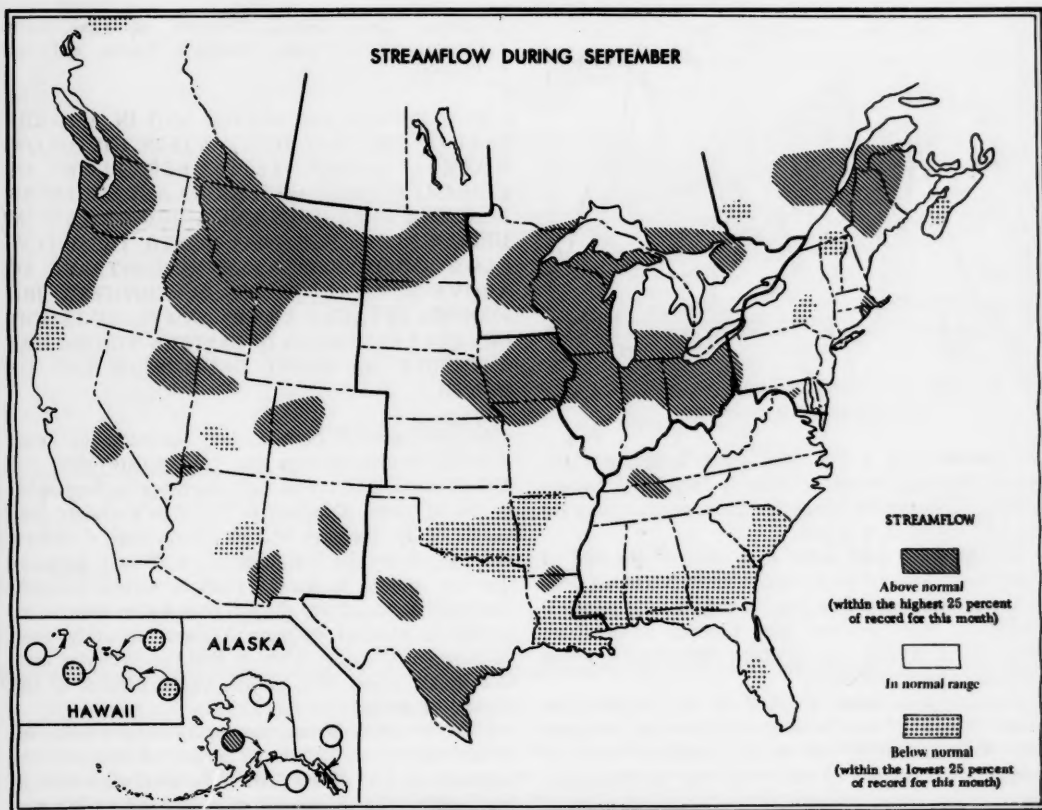 STREAMFLOW DURING SEPTEMBER
STREAMFLOW
Above normal
(within the highest 25 percent
of record for this month)
In normal range
Below normal
(within the lowest 25 percent
of record for this month)
ALASKA
HAWAII